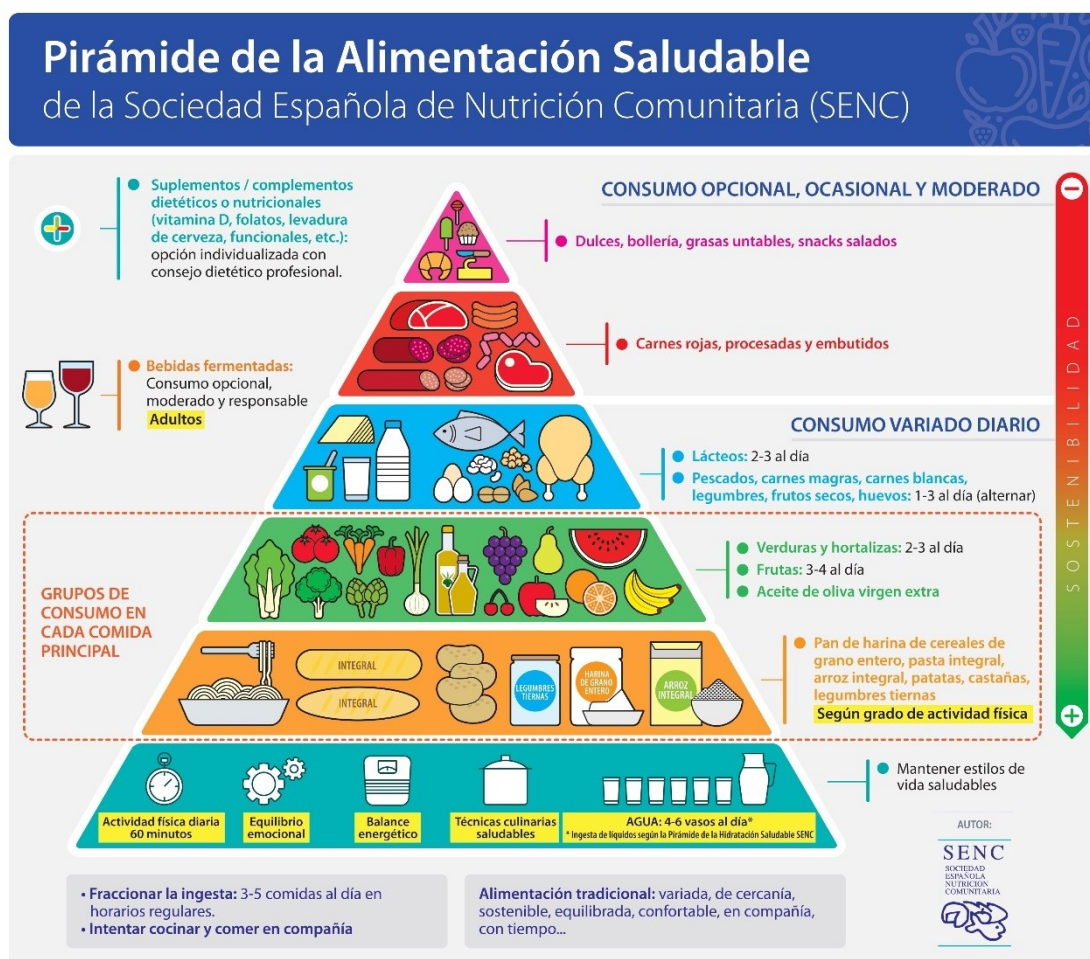 Pirámide de la Alimentación Saludable
de la Sociedad Española de Nutrición Comunitaria (SENC)
Suplementos / complementos
dietéticos o nutricionales
(vitamina D, folatos, levadura
de cerveza, funcionales, etc.):
opción individualizada con
consejo dietético profesional.
CONSUMO OPCIONAL, OCASIONAL Y MODERADO
Dulces, bollería, grasas untables, snacks salados
Carnes rojas, procesadas y embutidos
Bebidas fermentadas:
Consumo opcional,
moderado y responsable
Adultos
CONSUMO VARIADO DIARIO
Lácteos: 2-3 al día
Pescados, carnes magras, carnes blancas,
legumbres, frutos secos, huevos: 1-3 al día (alternar)
SOSTENIBILIDAD
GRUPOS DE
CONSUMO EN
CADA COMIDA
PRINCIPAL
Verduras y hortalizas: 2-3 al día
Frutas: 3-4 al día
Aceite de oliva virgen extra
INTEGRAL
INTEGRAL
LEGUMBRES
TIERNAS
HARINA
DE GRANO
ENTERO
ARROZ
INTEGRAL
Pan de harina de cereales de
grano entero, pasta integral,
arroz integral, patatas, castañas,
legumbres tiernas
Según grado de actividad física
Actividad física diaria
60 minutos
Equilibrio
emocional
Balance
energético
Técnicas culinarias
saludables
AGUA: 4-6 vasos al día*
* Ingesta de líquidos según la Pirámide de la Hidratación Saludable SENC
Mantener estilos de
vida saludables
• Fraccionar la ingesta: 3-5 comidas al día en
horarios regulares.
• Intentar cocinar y comer en compañía
Alimentación tradicional: variada, de cercanía,
sostenible, equilibrada, confortable, en compañía,
con tiempo...
AUTOR:
SENC
SOCIEDAD
ESPAÑOLA
NUTRICION
COMUNITARIA